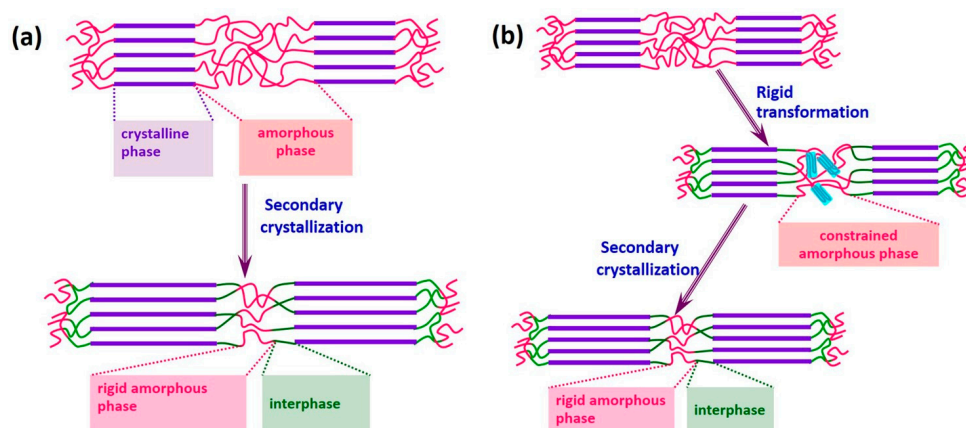 (a)
crystalline
phase
amorphous
phase
Secondary
crystallization
rigid amorphous
phase
interphase
(b)
Rigid
transformation
constrained
amorphous phase
Secondary
crystallization
rigid amorphous
phase
interphase